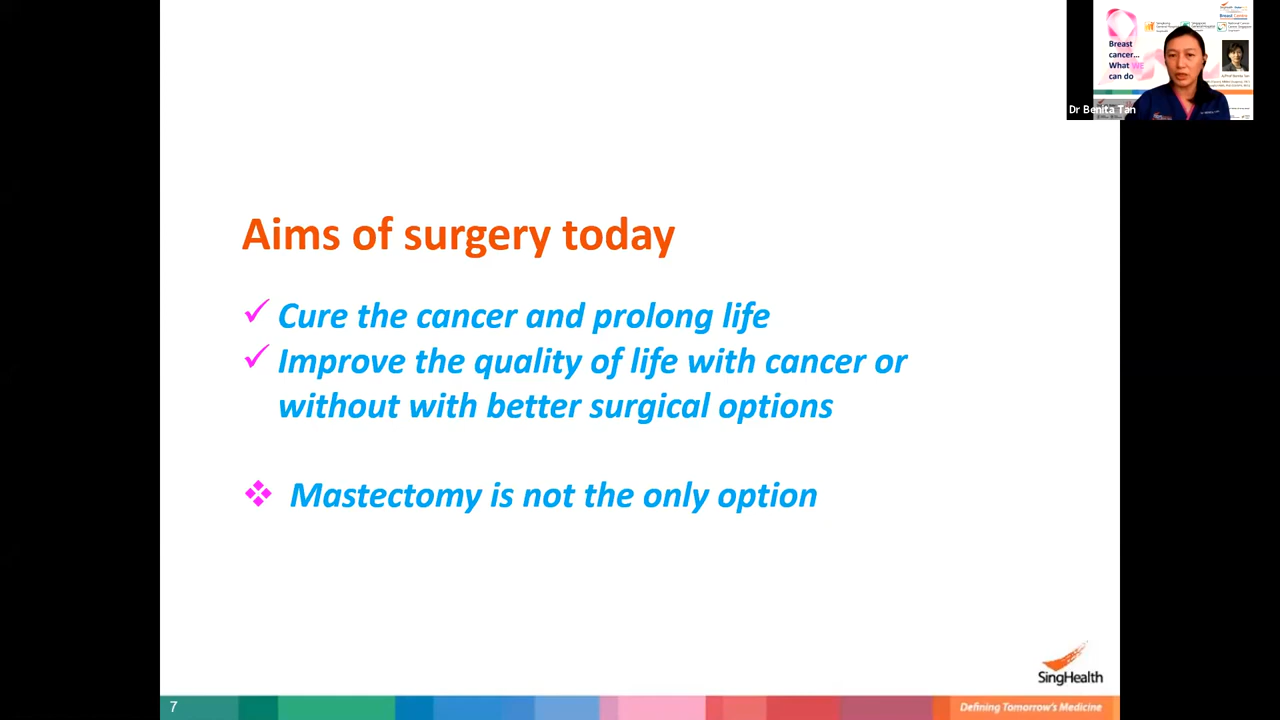 Breast
cancer...
What WE
can do
Dr Benita Tan
Aims of surgery today
✓ Cure the cancer and prolong life
✓ Improve the quality of life with cancer or
without with better surgical options
❖ Mastectomy is not the only option
SingHealth
7
Defining Tomorrow's Medicine